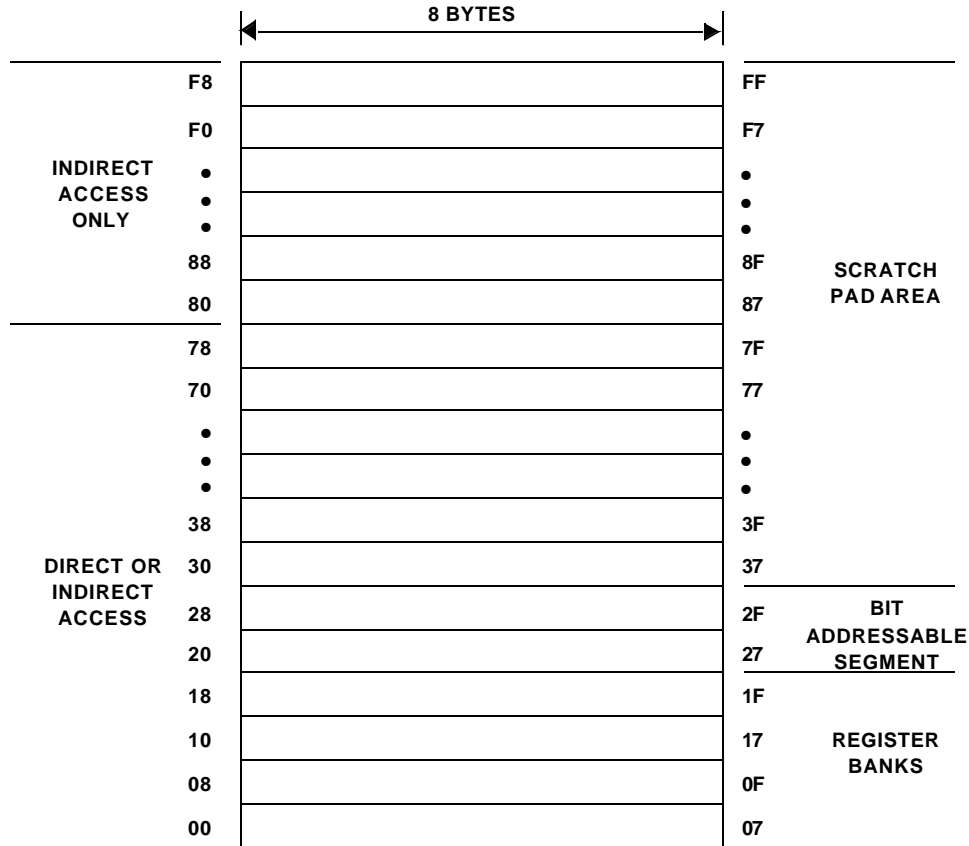 8 BYTES
F8 FF
F0 F7
INDIRECT
ACCESS
ONLY
88 8F
80 87
SCRATCH
PAD AREA
78 7F
70 77
38 3F
30 37
DIRECT OR
INDIRECT
ACCESS
28 2F
20 27
BIT
ADDRESSABLE
SEGMENT
18 1F
10 17
08 0F
00 07
REGISTER
BANKS